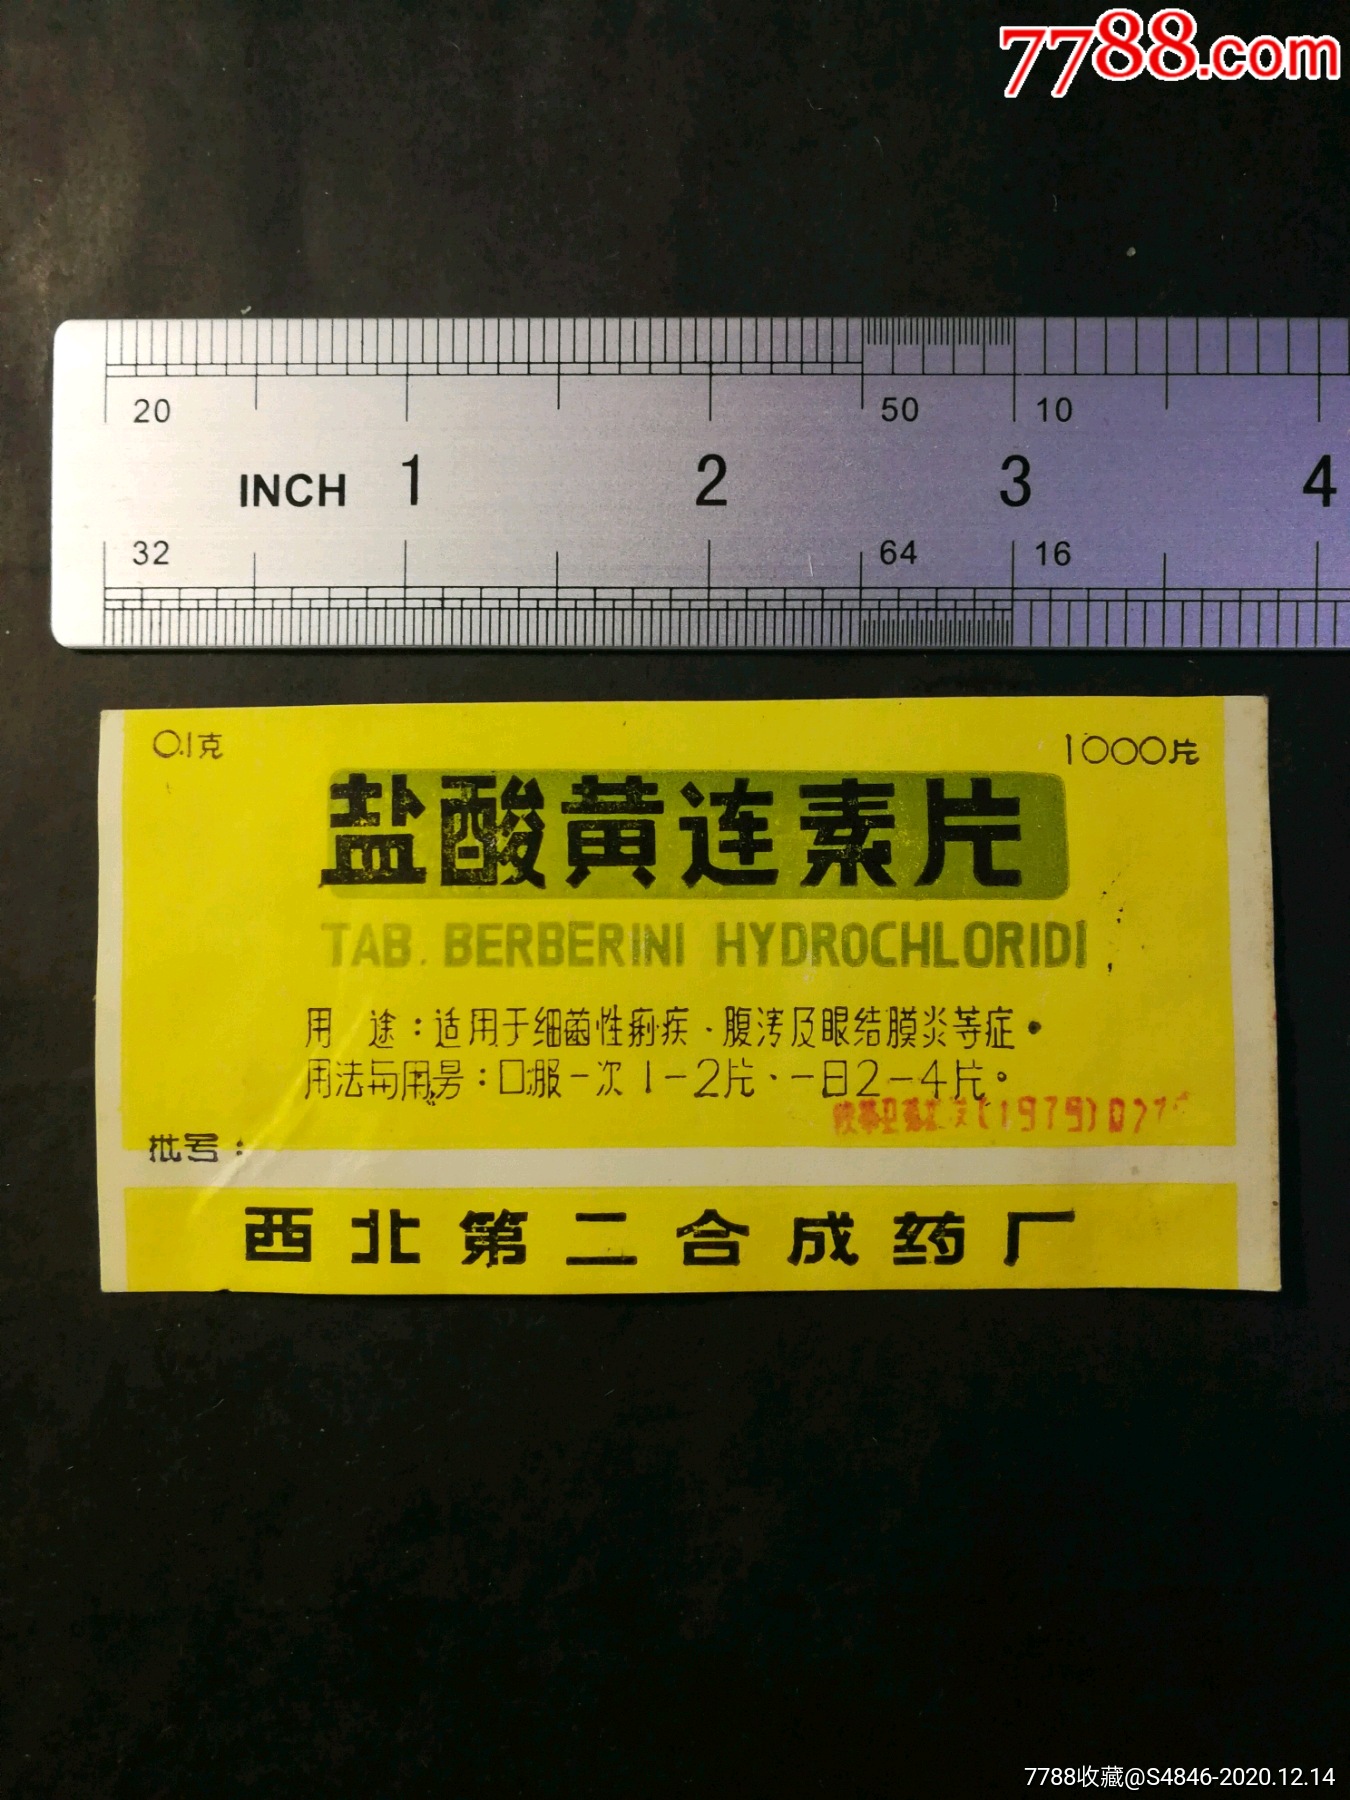 7788.com
20 50 10
INCH 1 2 3 4
32 64 16
0.1克 1000片
盐酸黄连素片
TAB. BERBERINI HYDROCHLORIDI
用 途：适用于细菌性痢疾、腹泻及眼结膜炎等症。
用法与用号：口服一次1-2片、一日2-4片。
(1979)077
批号：
西北第二合成药厂
7788收藏@S4846-2020.12.14